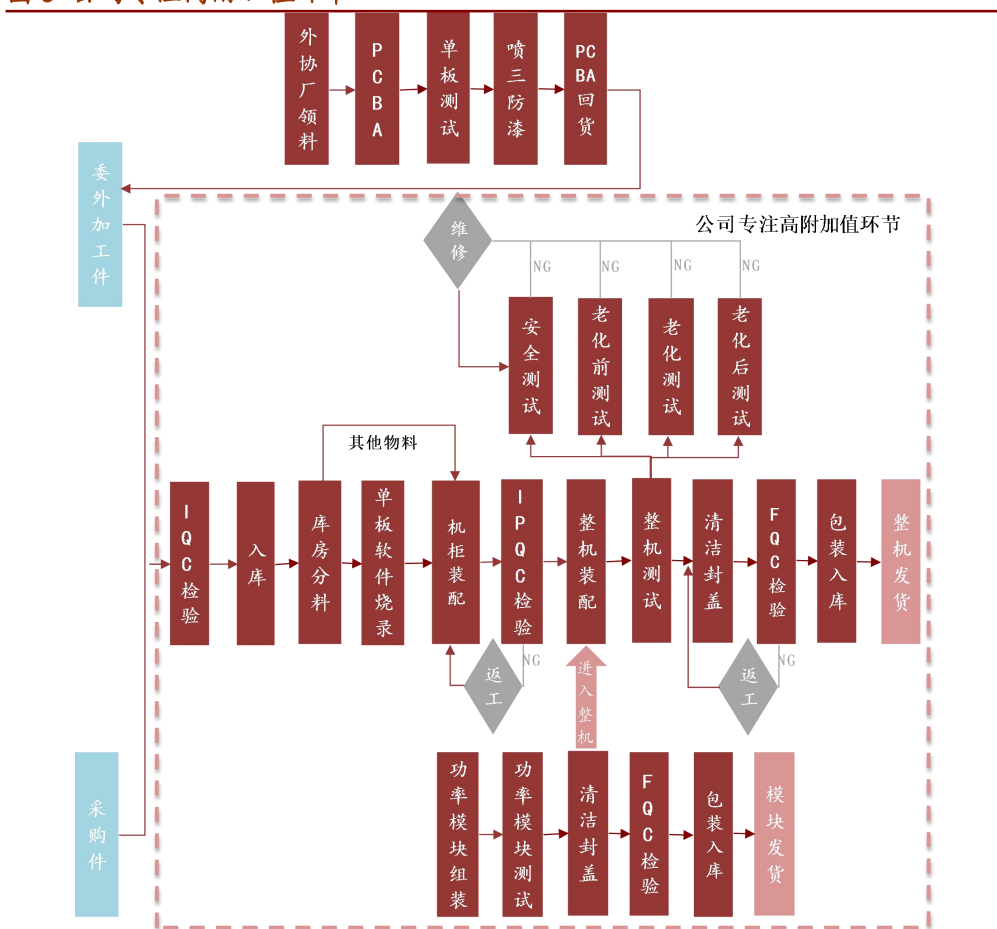 外协厂领料
PCBA
单板测试
喷三防漆
PCBA回货
委外加工件
公司专注高附加值环节
维修
NG
NG
NG
NG
安全测试
老化前测试
老化测试
老化后测试
其他物料
IQC检验
入库
库房分料
单板软件烧录
机柜装配
IPQC检验
整机装配
整机测试
清洁封盖
FQC检验
包装入库
整机发货
返工
NG
进入整机
返工
NG
采购件
功率模块组装
功率模块测试
清洁封盖
FQC检验
包装入库
模块发货